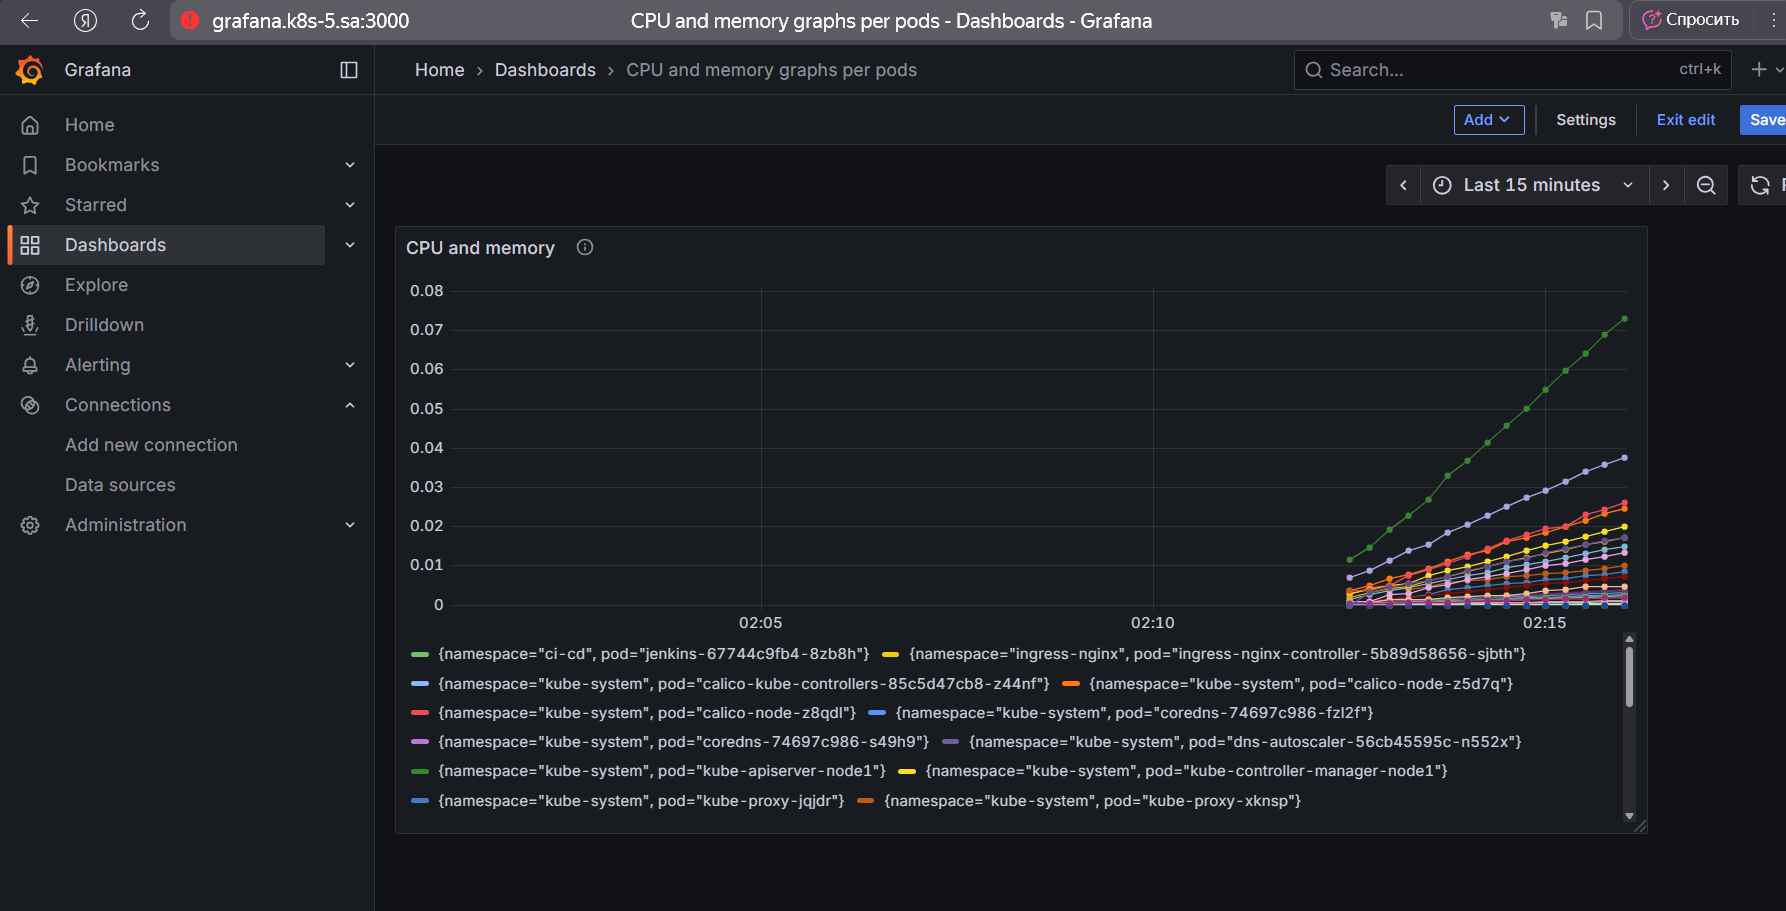 Я
grafana.k8s-5.sa:3000
CPU and memory graphs per pods - Dashboards - Grafana
Спросить
Grafana
Home › Dashboards › CPU and memory graphs per pods
Search...
ctrl+k
Home
Bookmarks
Starred
Dashboards
Explore
Drilldown
Alerting
Connections
Add new connection
Data sources
Administration
Add
Settings
Exit edit
Save
Last 15 minutes
CPU and memory
0.08
0.07
0.06
0.05
0.04
0.03
0.02
0.01
0
02:05
02:10
02:15
{namespace="ci-cd", pod="jenkins-67744c9fb4-8zb8h"} {namespace="ingress-nginx", pod="ingress-nginx-controller-5b89d58656-sjbth"}
{namespace="kube-system", pod="calico-kube-controllers-85c5d47cb8-z44nf"} {namespace="kube-system", pod="calico-node-z5d7q"}
{namespace="kube-system", pod="calico-node-z8qdl"} {namespace="kube-system", pod="coredns-74697c986-fzl2f"}
{namespace="kube-system", pod="coredns-74697c986-s49h9"} {namespace="kube-system", pod="dns-autoscaler-56cb45595c-n552x"}
{namespace="kube-system", pod="kube-apiserver-node1"} {namespace="kube-system", pod="kube-controller-manager-node1"}
{namespace="kube-system", pod="kube-proxy-jqjdr"} {namespace="kube-system", pod="kube-proxy-xknsp"}